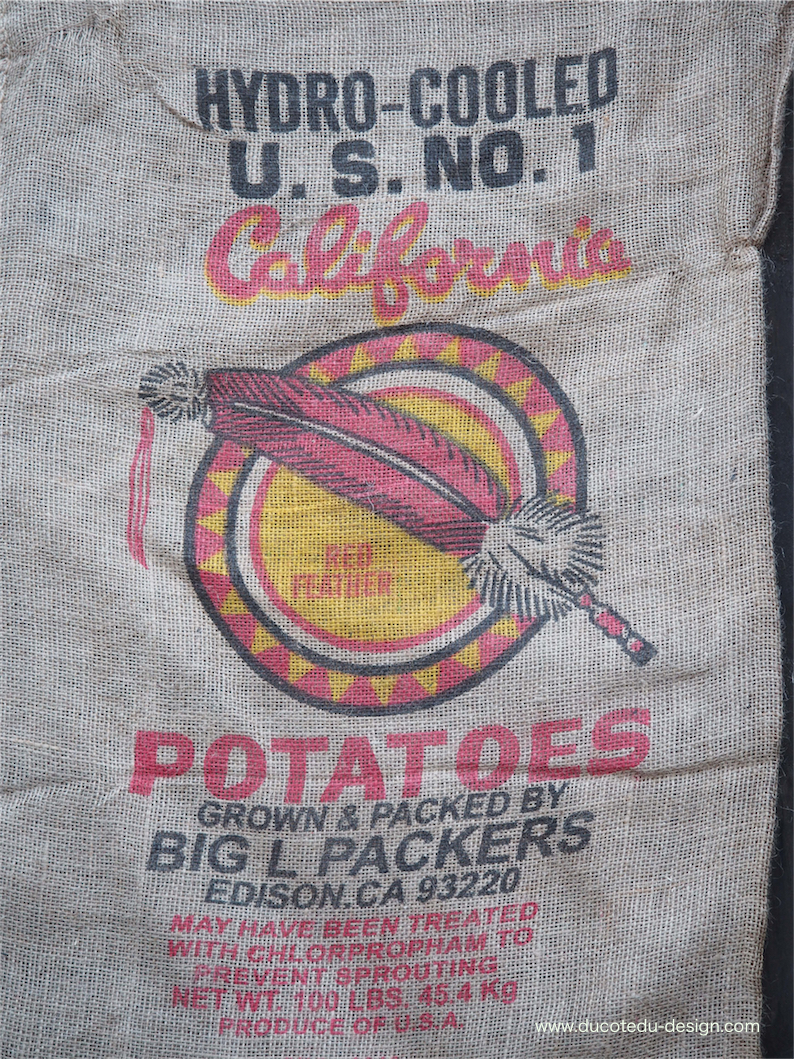 HYDRO-COOLED
U. S. NO. 1
California
RED
FEATHER
POTATOES
GROWN & PACKED BY
BIG L PACKERS
EDISON, CA 93220
MAY HAVE BEEN TREATED
WITH CHLORPROPHAM TO
PREVENT SPROUTING
NET WT. 100 LBS. 45.4 Kg
PRODUCE OF U.S.A.
www.ducotedu-design.com